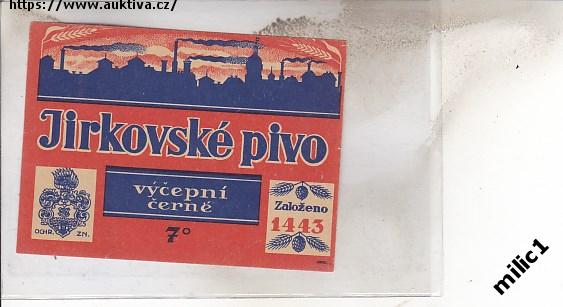 https://www.auktiva.cz/
Jirkovské pivo
výčepní
černé
7°
OCHR. ZN.
Založeno
1443
milic1